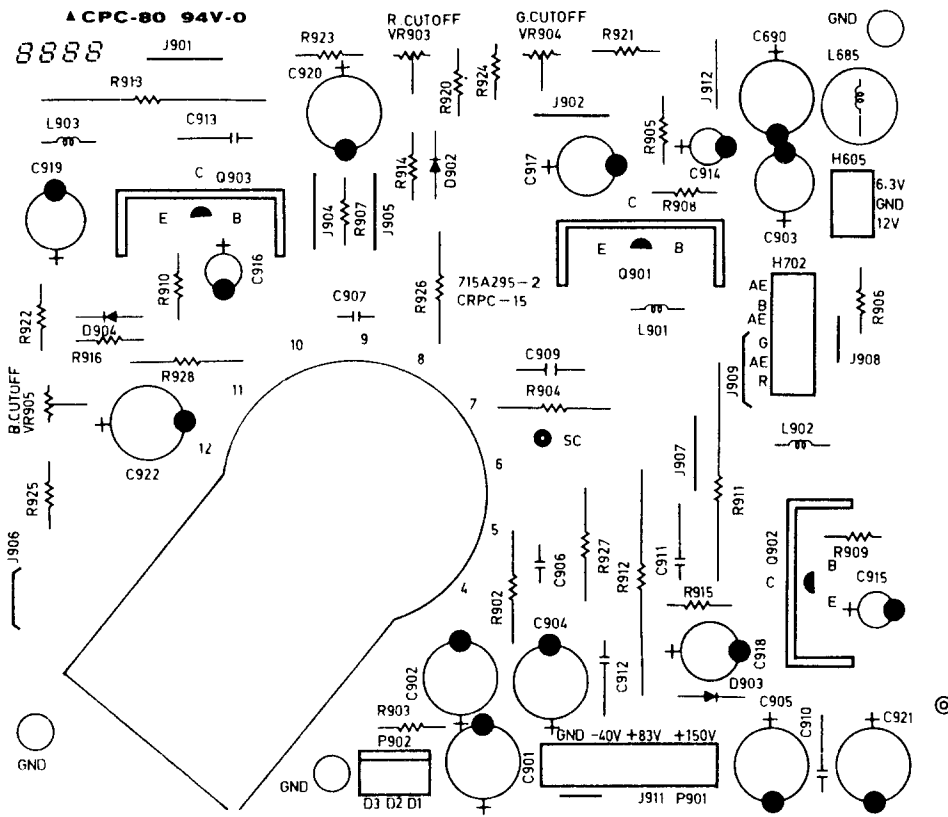 ▲CPC-80 94V-0
8888
J901
R913
L903
C913
C919
C
Q903
E
B
C916
R910
R922
D904
R916
R928
B.CUTUFF
VR905
C922
R925
J906
GND
R923
C920
R.CUTOFF
VR903
R920
R924
G.CUTOFF
VR904
R921
J902
J912
C690
GND
L685
R914
D902
C917
R905
C914
H605
6.3V
GND
12V
C903
J904
R907
J905
C
R908
E
B
Q901
R926
715A295-2
CRPC-15
C907
L901
H702
AE
B
AE
G
AE
R
R906
J908
J909
10
9
8
11
12
7
6
5
4
C909
R904
SC
L902
J907
R911
R925
R902
C906
R927
R912
C911
R915
Q902
C
B
E
R909
C915
C904
C902
C912
C918
D903
R903
P902
GND
D3 D2 D1
C901
GND -40V +83V +150V
J911 P901
C905
C910
C921